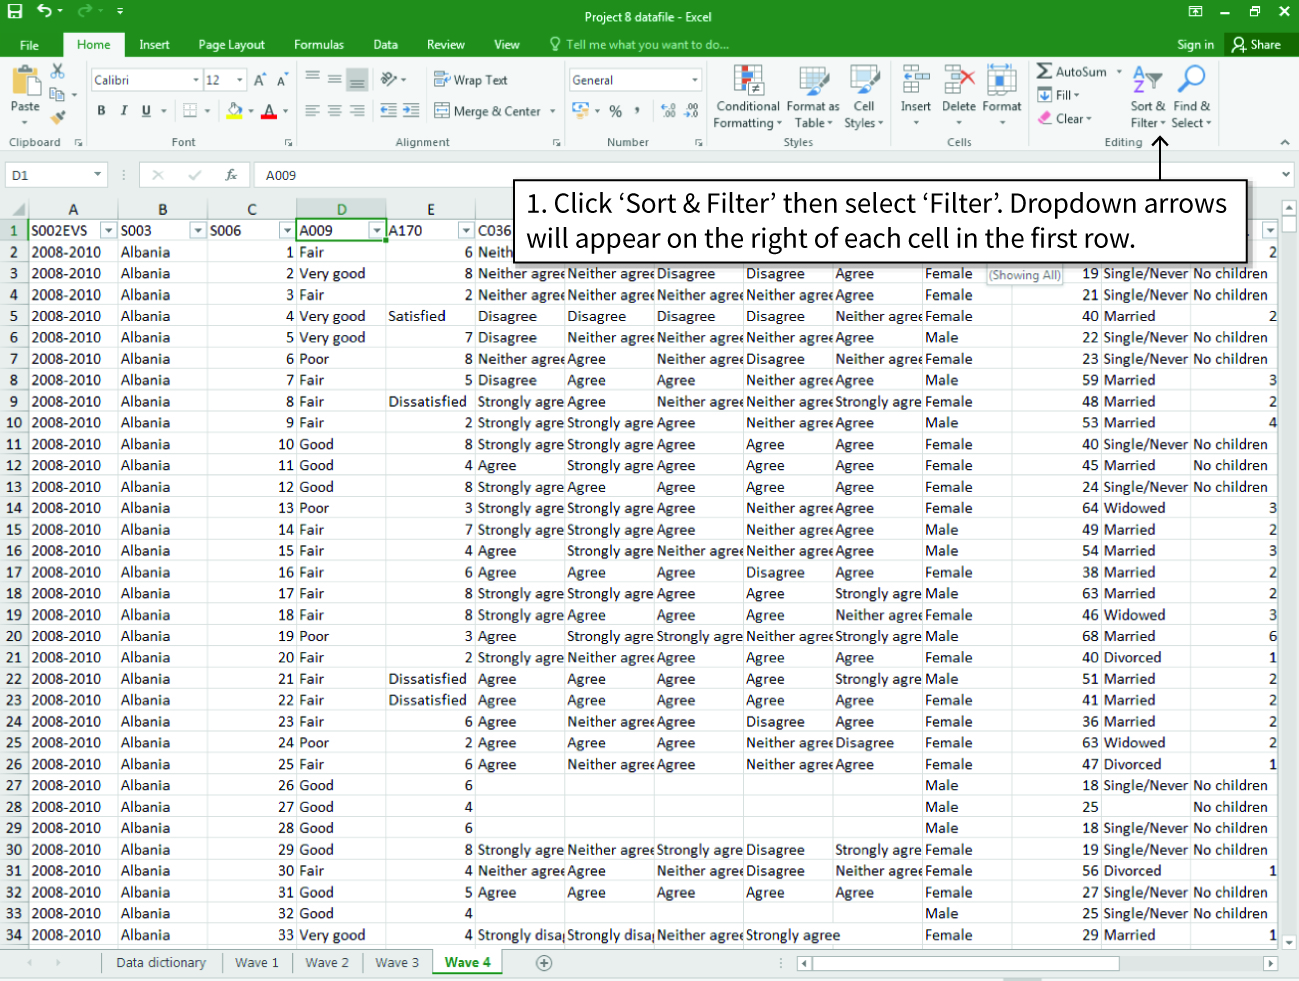 Project 8 datafile - Excel
File Home Insert Page Layout Formulas Data Review View Tell me what you want to do... Sign in Share
Calibri 12 Wrap Text General AutoSum
Paste B I U Merge & Center % Conditional Formatting Format as Table Cell Styles Insert Delete Format Fill Clear Sort & Filter Find & Select
Clipboard Font Alignment Number Styles Cells Editing
D1 fx A009
1. Click ‘Sort & Filter’ then select ‘Filter’. Dropdown arrows
will appear on the right of each cell in the first row.
A B C D E
1 S002EVS S003 S006 A009 A170 C036
2 2008-2010 Albania 1 Fair 6 Neith 2
3 2008-2010 Albania 2 Very good 8 Neither agree Neither agree Disagree Disagree Agree Female 19 Single/Never No children
(Showing All)
4 2008-2010 Albania 3 Fair 2 Neither agree Neither agree Neither agree Neither agree Agree Female 21 Single/Never No children
5 2008-2010 Albania 4 Very good Satisfied Disagree Disagree Disagree Disagree Neither agree Female 40 Married 2
6 2008-2010 Albania 5 Very good 7 Disagree Neither agree Neither agree Neither agree Agree Male 22 Single/Never No children
7 2008-2010 Albania 6 Poor 8 Neither agree Agree Neither agree Disagree Neither agree Female 23 Single/Never No children
8 2008-2010 Albania 7 Fair 5 Disagree Agree Agree Neither agree Agree Male 59 Married 3
9 2008-2010 Albania 8 Fair Dissatisfied Strongly agre Agree Neither agree Neither agree Strongly agre Female 48 Married 2
10 2008-2010 Albania 9 Fair 2 Strongly agre Strongly agre Agree Neither agree Agree Male 53 Married 4
11 2008-2010 Albania 10 Good 8 Strongly agre Strongly agre Agree Agree Agree Female 40 Single/Never No children
12 2008-2010 Albania 11 Good 4 Agree Strongly agre Agree Agree Agree Female 45 Married No children
13 2008-2010 Albania 12 Good 8 Strongly agre Agree Agree Agree Agree Female 24 Single/Never No children
14 2008-2010 Albania 13 Poor 3 Strongly agre Strongly agre Agree Neither agree Agree Female 64 Widowed 3
15 2008-2010 Albania 14 Fair 7 Strongly agre Strongly agre Agree Neither agree Agree Male 49 Married 2
16 2008-2010 Albania 15 Fair 4 Agree Strongly agre Neither agree Neither agree Agree Male 54 Married 3
17 2008-2010 Albania 16 Fair 6 Agree Agree Agree Disagree Agree Female 38 Married 2
18 2008-2010 Albania 17 Fair 8 Strongly agre Strongly agre Agree Agree Strongly agre Male 63 Married 2
19 2008-2010 Albania 18 Fair 8 Strongly agre Agree Agree Agree Neither agree Female 46 Widowed 3
20 2008-2010 Albania 19 Poor 3 Agree Strongly agre Strongly agre Neither agree Strongly agre Male 68 Married 6
21 2008-2010 Albania 20 Fair 2 Strongly agre Neither agree Agree Agree Agree Female 40 Divorced 1
22 2008-2010 Albania 21 Fair Dissatisfied Agree Agree Agree Agree Strongly agre Male 51 Married 2
23 2008-2010 Albania 22 Fair Dissatisfied Agree Agree Agree Agree Agree Female 41 Married 2
24 2008-2010 Albania 23 Fair 6 Agree Neither agree Agree Disagree Agree Female 36 Married 2
25 2008-2010 Albania 24 Poor 2 Agree Agree Agree Neither agree Disagree Female 63 Widowed 2
26 2008-2010 Albania 25 Fair 6 Agree Neither agree Agree Neither agree Agree Female 47 Divorced 1
27 2008-2010 Albania 26 Good 6 Male 18 Single/Never No children
28 2008-2010 Albania 27 Good 4 Male 25 No children
29 2008-2010 Albania 28 Good 6 Male 18 Single/Never No children
30 2008-2010 Albania 29 Good 8 Strongly agre Neither agree Strongly agre Disagree Strongly agre Female 19 Single/Never No children
31 2008-2010 Albania 30 Fair 4 Neither agree Agree Neither agree Disagree Neither agree Female 56 Divorced 1
32 2008-2010 Albania 31 Good 5 Agree Agree Agree Agree Agree Female 27 Single/Never No children
33 2008-2010 Albania 32 Good 4 Male 25 Single/Never No children
34 2008-2010 Albania 33 Very good 4 Strongly disa Strongly disa Neither agree Strongly agree Female 29 Married 1
Data dictionary Wave 1 Wave 2 Wave 3 Wave 4